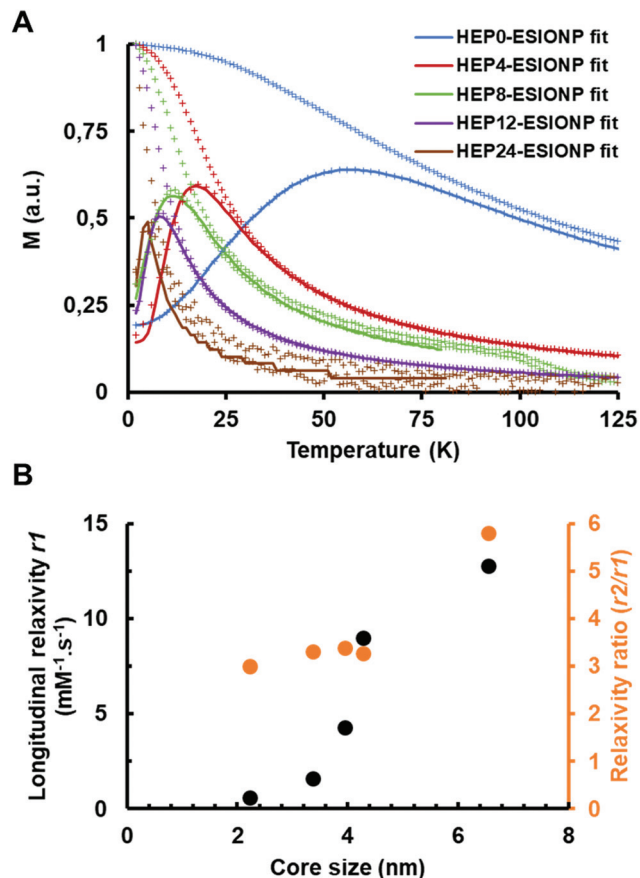 A
M (a.u.)
1
0,75
0,5
0,25
0
0
25
50
75
100
125
Temperature (K)
HEP0-ESIONP fit
HEP4-ESIONP fit
HEP8-ESIONP fit
HEP12-ESIONP fit
HEP24-ESIONP fit
B
Longitudinal relaxivity r1
(mM-1.s-1)
15
10
5
0
0
2
4
6
8
Core size (nm)
6
5
4
3
2
1
0
Relaxivity ratio (r2/r1)